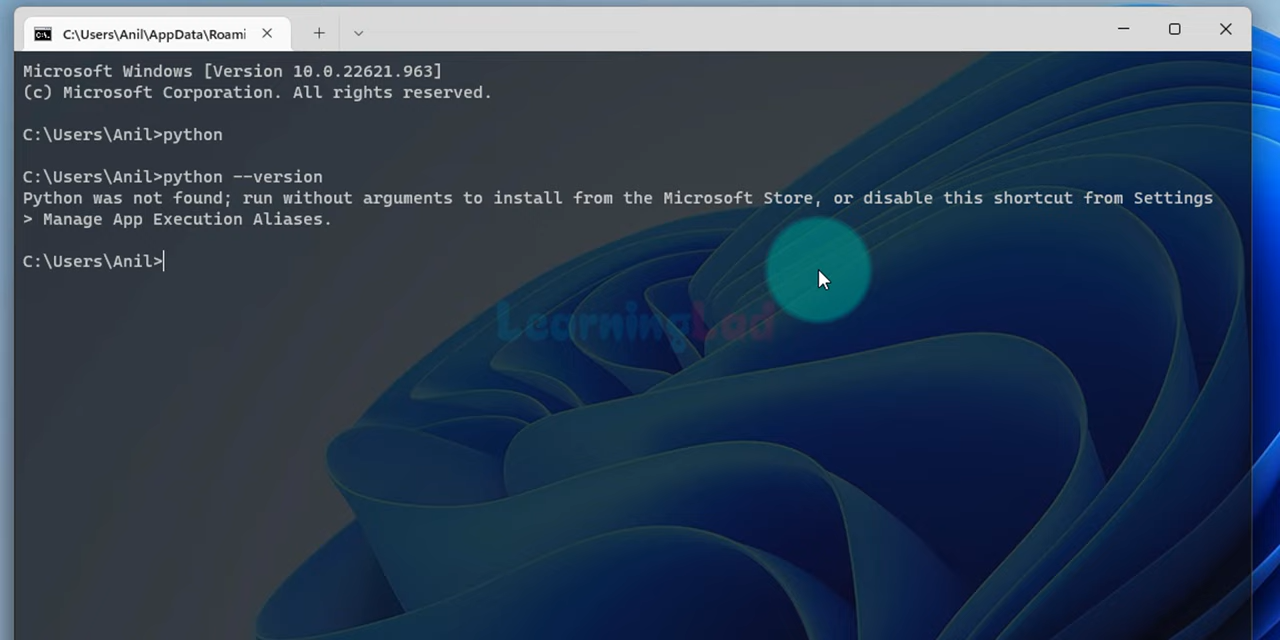 C:\Users\Anil\AppData\Roami
Microsoft Windows [Version 10.0.22621.963]
(c) Microsoft Corporation. All rights reserved.
C:\Users\Anil>python
C:\Users\Anil>python --version
Python was not found; run without arguments to install from the Microsoft Store, or disable this shortcut from Settings
> Manage App Execution Aliases.
C:\Users\Anil>
LearningLad